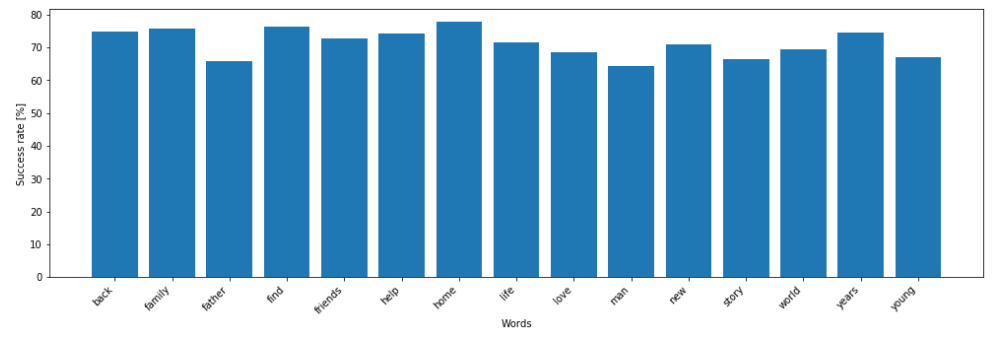 80
70
60
50
40
30
20
10
0
Success rate [%]
back
family
father
find
friends
help
home
life
love
man
new
story
world
years
young
Words